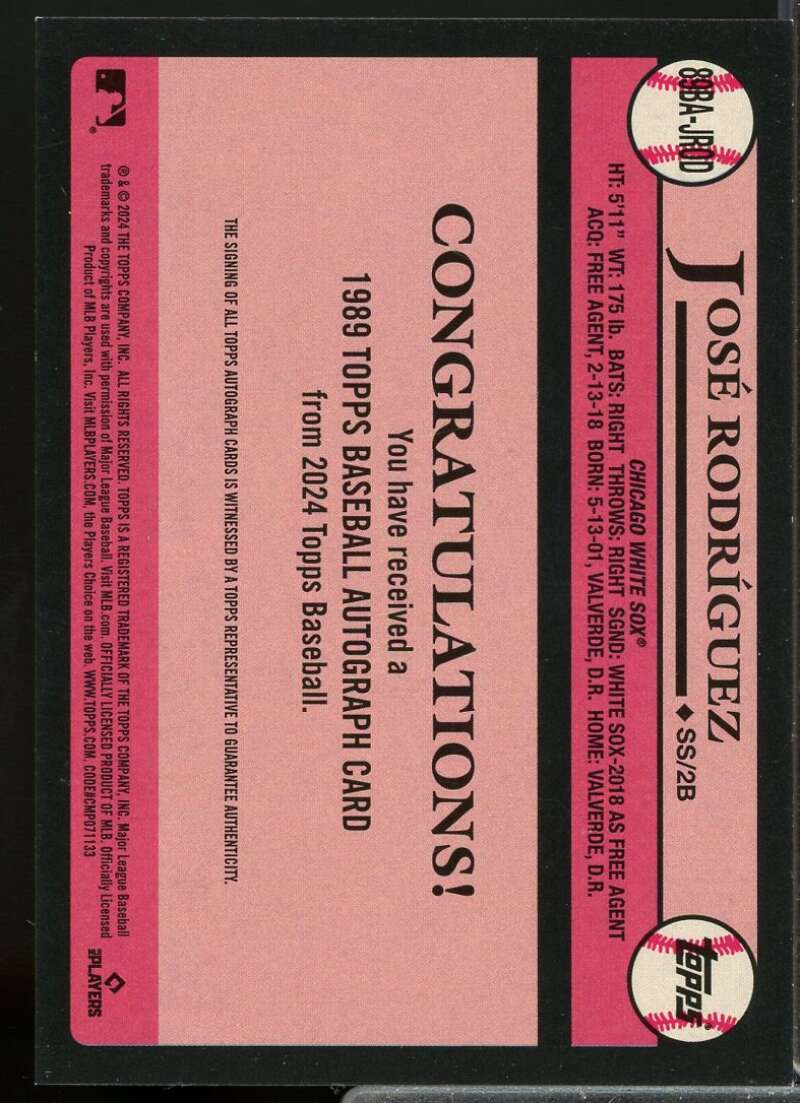 89BA-JROD
JOSÉ RODRÍGUEZ
SS/2B
topps®
CHICAGO WHITE SOX®
HT: 5'11" WT: 175 lb. BATS: RIGHT THROWS: RIGHT SGND: WHITE SOX-2018 AS FREE AGENT
ACQ: FREE AGENT, 2-13-18 BORN: 5-13-01, VALVERDE, D.R. HOME: VALVERDE, D.R.
CONGRATULATIONS!
You have received a
1989 TOPPS BASEBALL AUTOGRAPH CARD
from 2024 Topps Baseball.
THE SIGNING OF ALL TOPPS AUTOGRAPH CARDS IS WITNESSED BY A TOPPS REPRESENTATIVE TO GUARANTEE AUTHENTICITY.
® & © 2024 THE TOPPS COMPANY, INC. ALL RIGHTS RESERVED. TOPPS IS A REGISTERED TRADEMARK OF THE TOPPS COMPANY, INC. Major League Baseball
trademarks and copyrights are used with permission of Major League Baseball. Visit MLB.com. OFFICIALLY LICENSED PRODUCT OF MLB. Officially Licensed
Product of MLB Players, Inc. Visit MLBPLAYERS.COM, the Players Choice on the web. WWW.TOPPS.COM. CODE#CMP071133
MLB PLAYERS